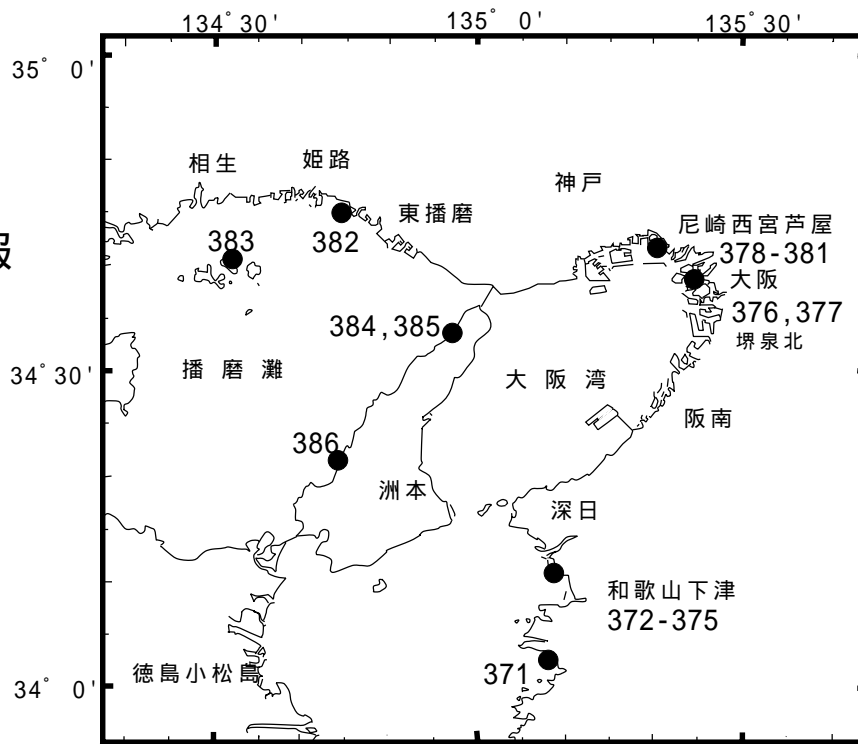 134°30' 135° 0' 135°30'
35° 0'
相生 姫路 神戸
東播磨 尼崎西宮芦屋
報
383 382 378-381
大阪
376,377
384,385
堺泉北
34°30'
播磨灘 大阪湾
阪南
386
洲本
深日
和歌山下津
372-375
徳島小松島 371
34° 0'